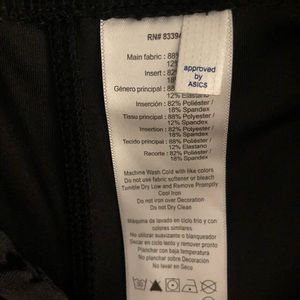 RN# 8339
Main fabric : 88%
12%
Insert : 82%
18%
Género principal : 88%
12% Elastano
Inserción : 82% Poliéster /
18% Spandex
Tissu principal : 88% Polyester /
12% Spandex
Insertion : 82% Polyester /
18% Spandex
Tecido principal : 88% Poliéster /
12% Elastano
Recorte : 82% Poliéster /
18% Spandex
approved
by
ASICS
Machine Wash Cold with like colors
Do not use fabric softener or bleach
Tumble Dry Low and Remove Promptly
Cool Iron
Do not iron over decoration
Do not Dry Clean
Máquina de lavado en ciclo frío y con
colores similares
No utilizar suavizante o blanqueador
Secar en ciclo lento y bajo pronto
Planchar con baja temperatura
No planchar sobre Decoración
No lavar en Seco